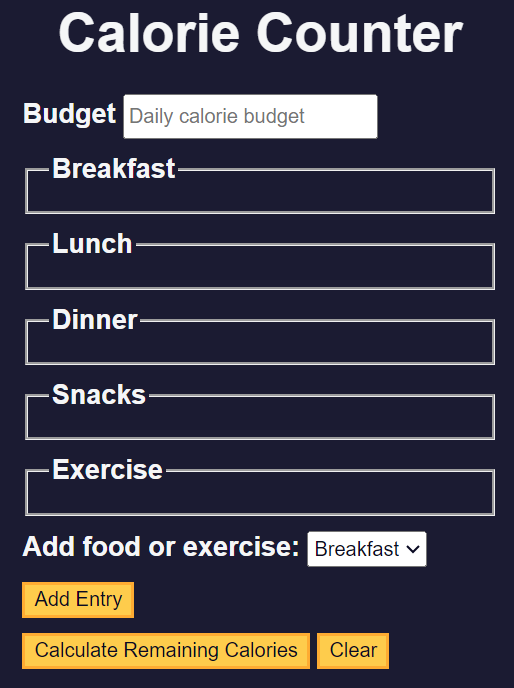 Calorie Counter
Budget Daily calorie budget
Breakfast
Lunch
Dinner
Snacks
Exercise
Add food or exercise: Breakfast
Add Entry
Calculate Remaining Calories Clear